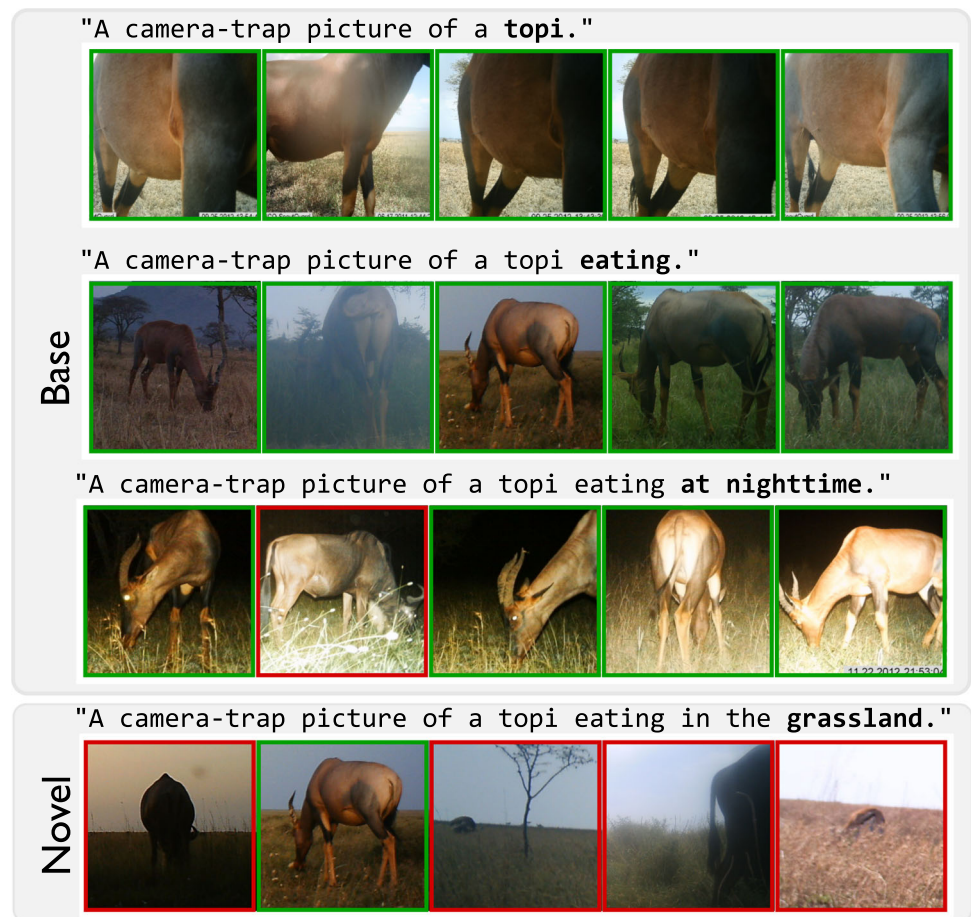 "A camera-trap picture of a topi."
"A camera-trap picture of a topi eating."
Base
"A camera-trap picture of a topi eating at nighttime."
11.22.2012 21:53:04
"A camera-trap picture of a topi eating in the grassland."
Novel